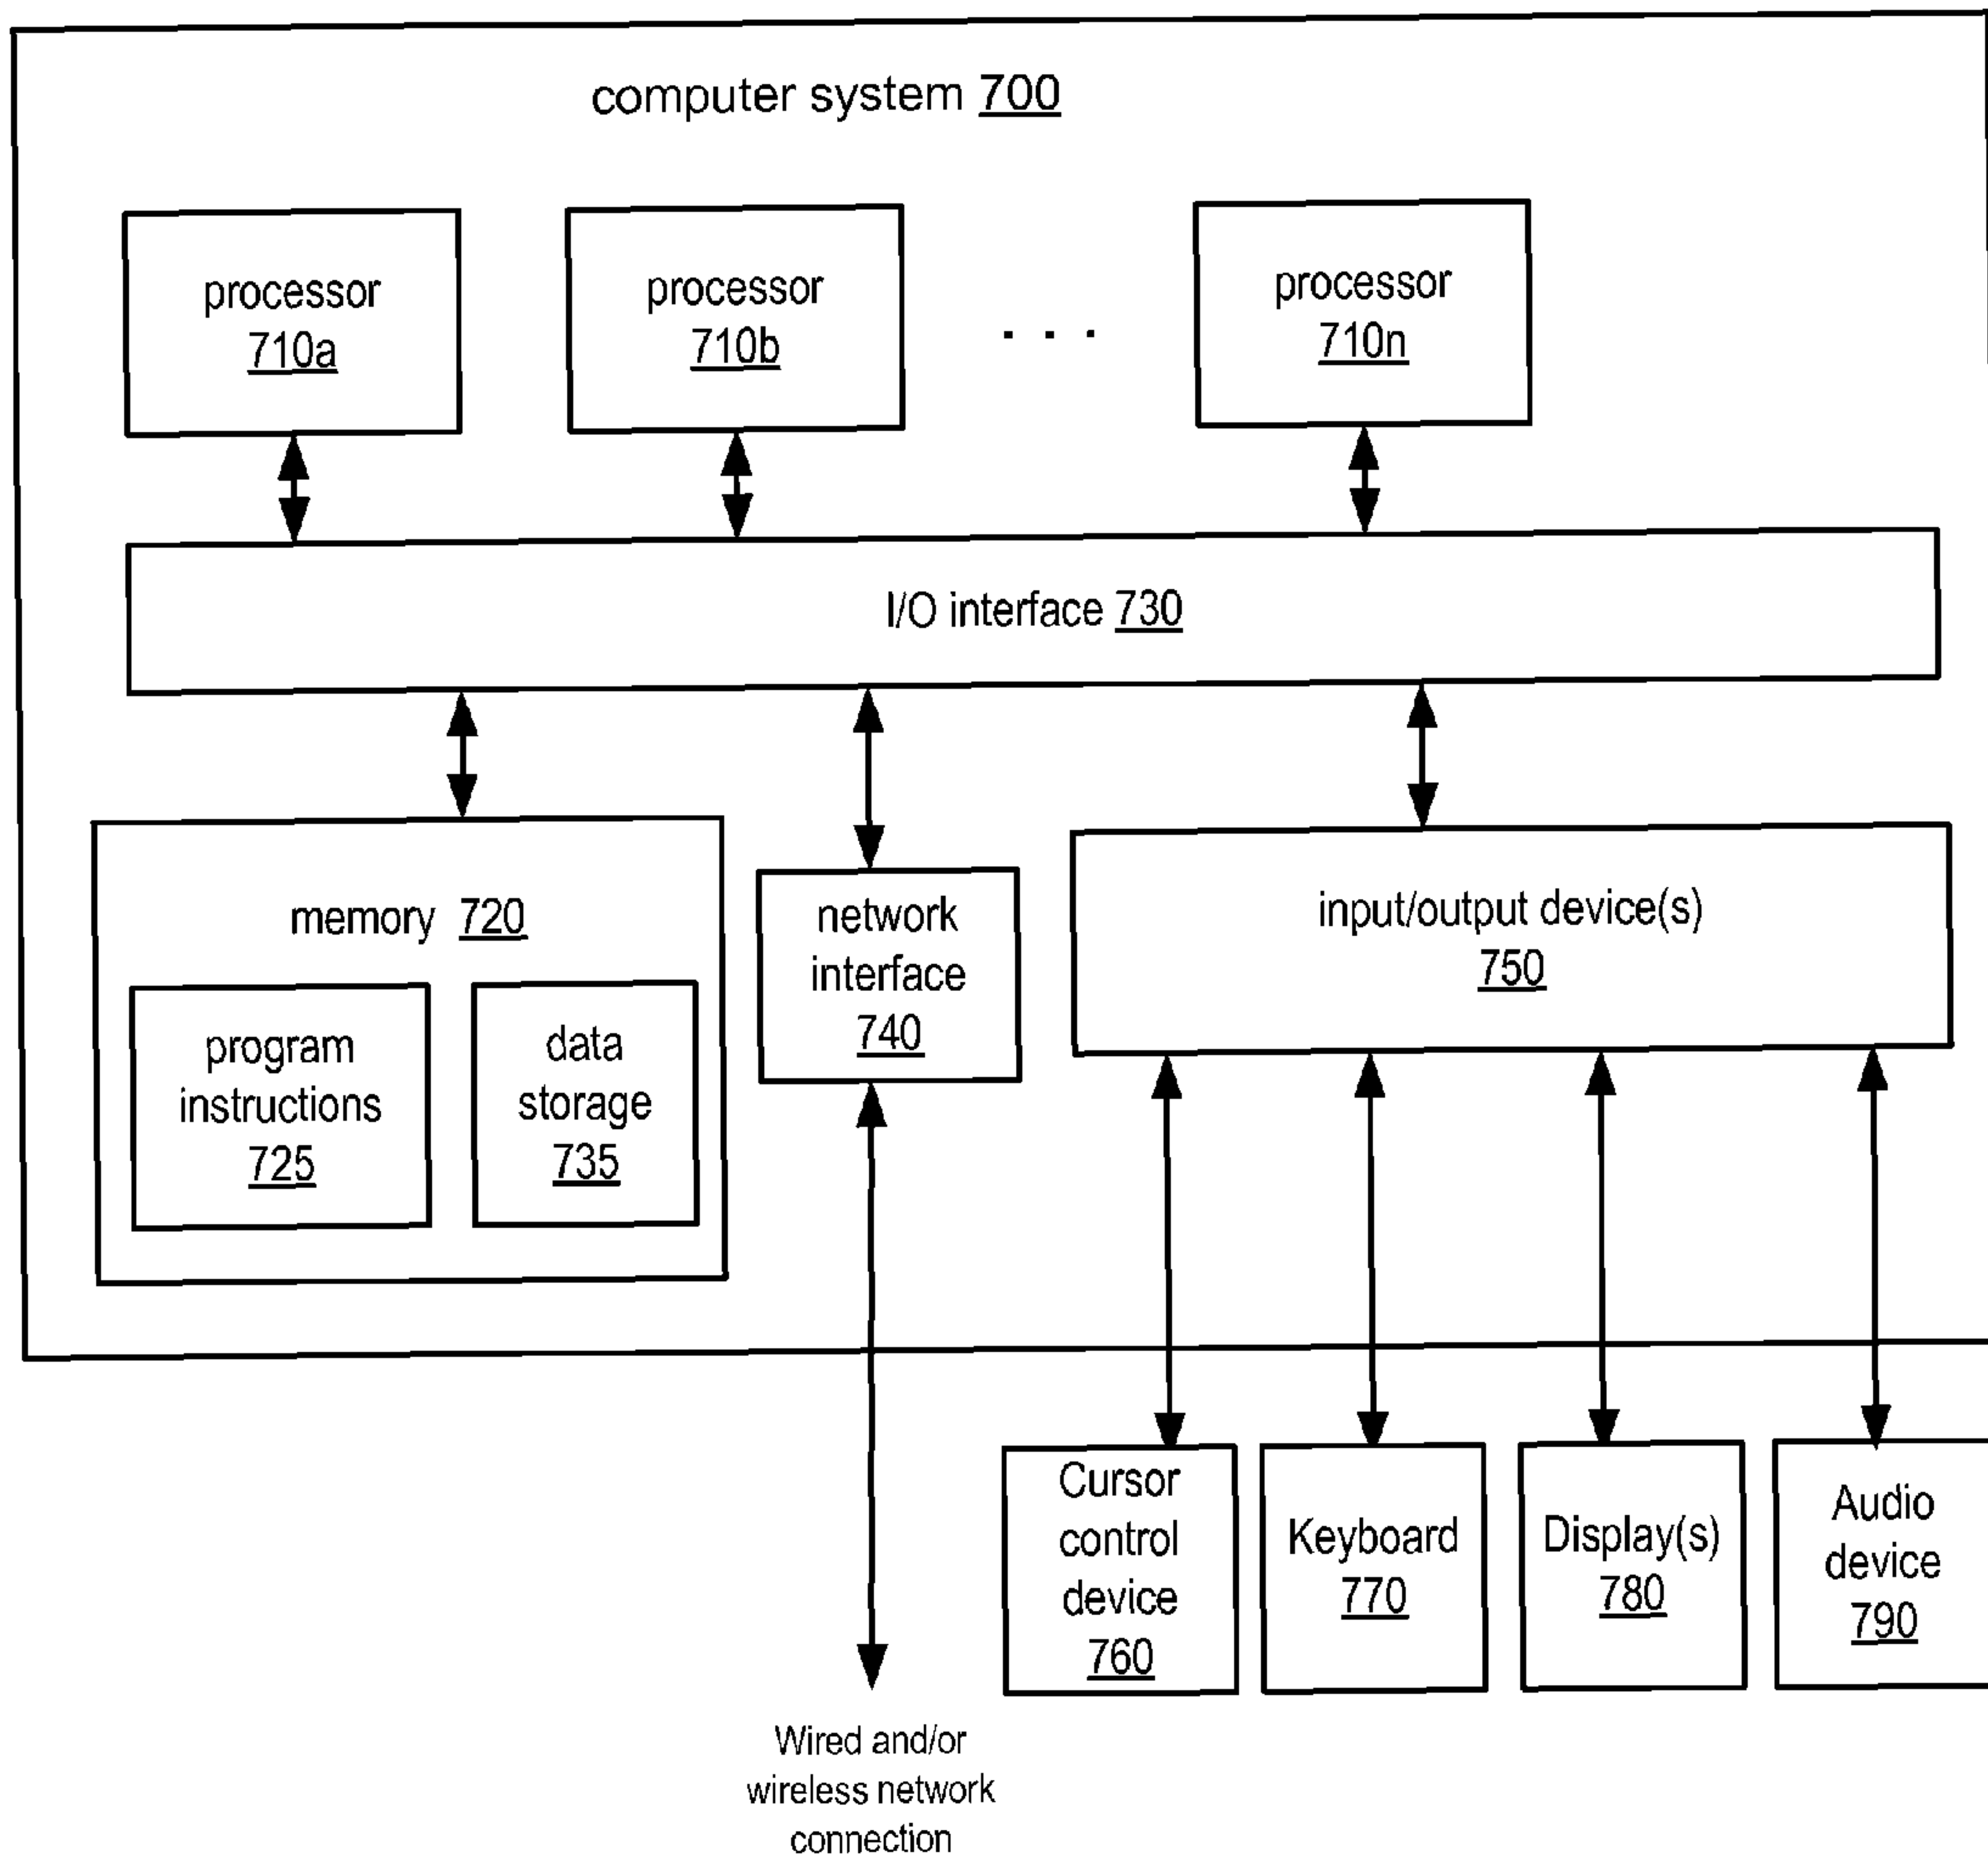 computer system 700
processor
710a
processor
710b
. . .
processor
710n
I/O interface 730
memory 720
program
instructions
725
data
storage
735
network
interface
740
input/output device(s)
750
Cursor
control
device
760
Keyboard
770
Display(s)
780
Audio
device
790
Wired and/or
wireless network
connection